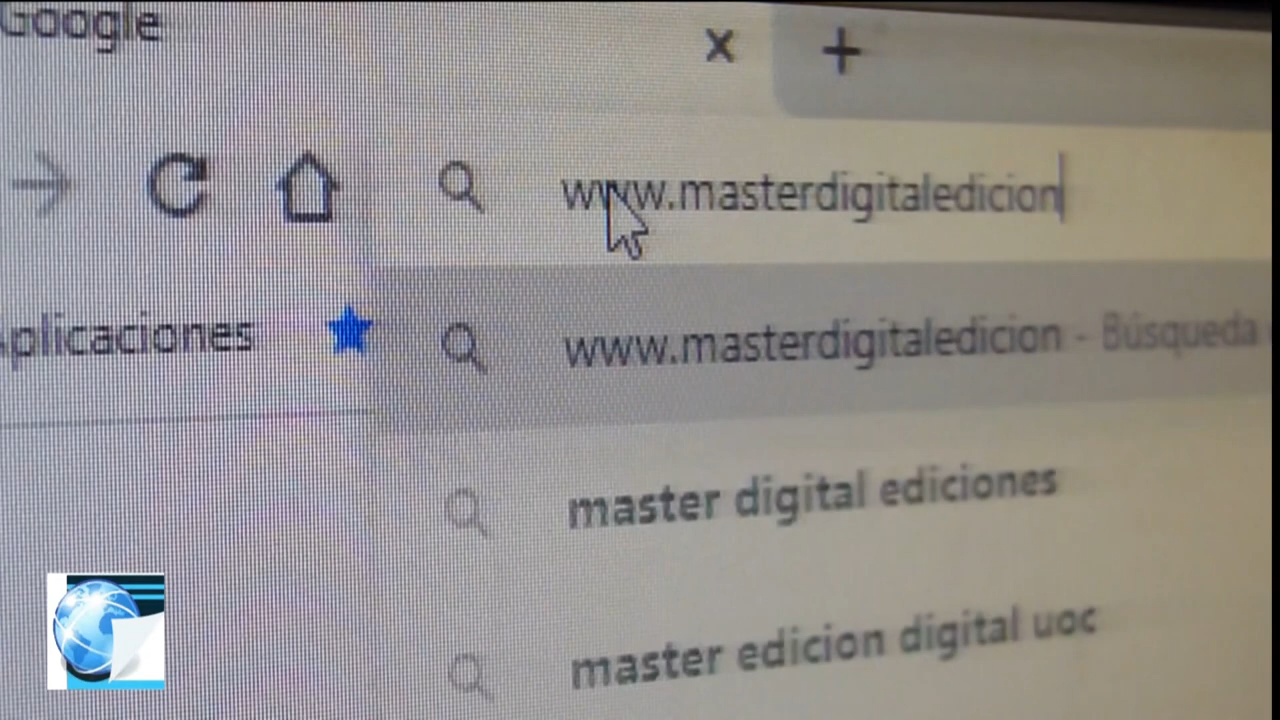 Google
www.masterdigitaledicion
plicaciones
www.masterdigitaledicion - Búsqueda
master digital ediciones
master edicion digital uoc